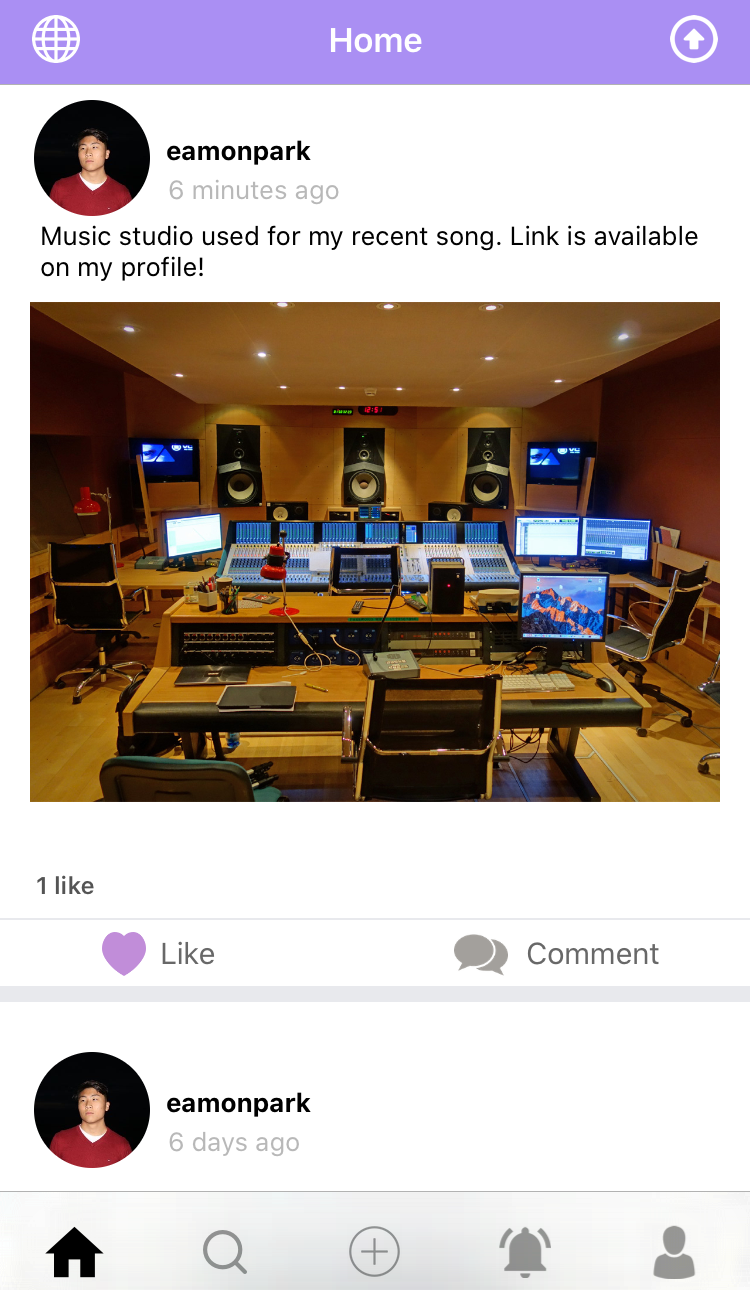 Home
eamonpark
6 minutes ago
Music studio used for my recent song. Link is available
on my profile!
1 like
Like
Comment
eamonpark
6 days ago